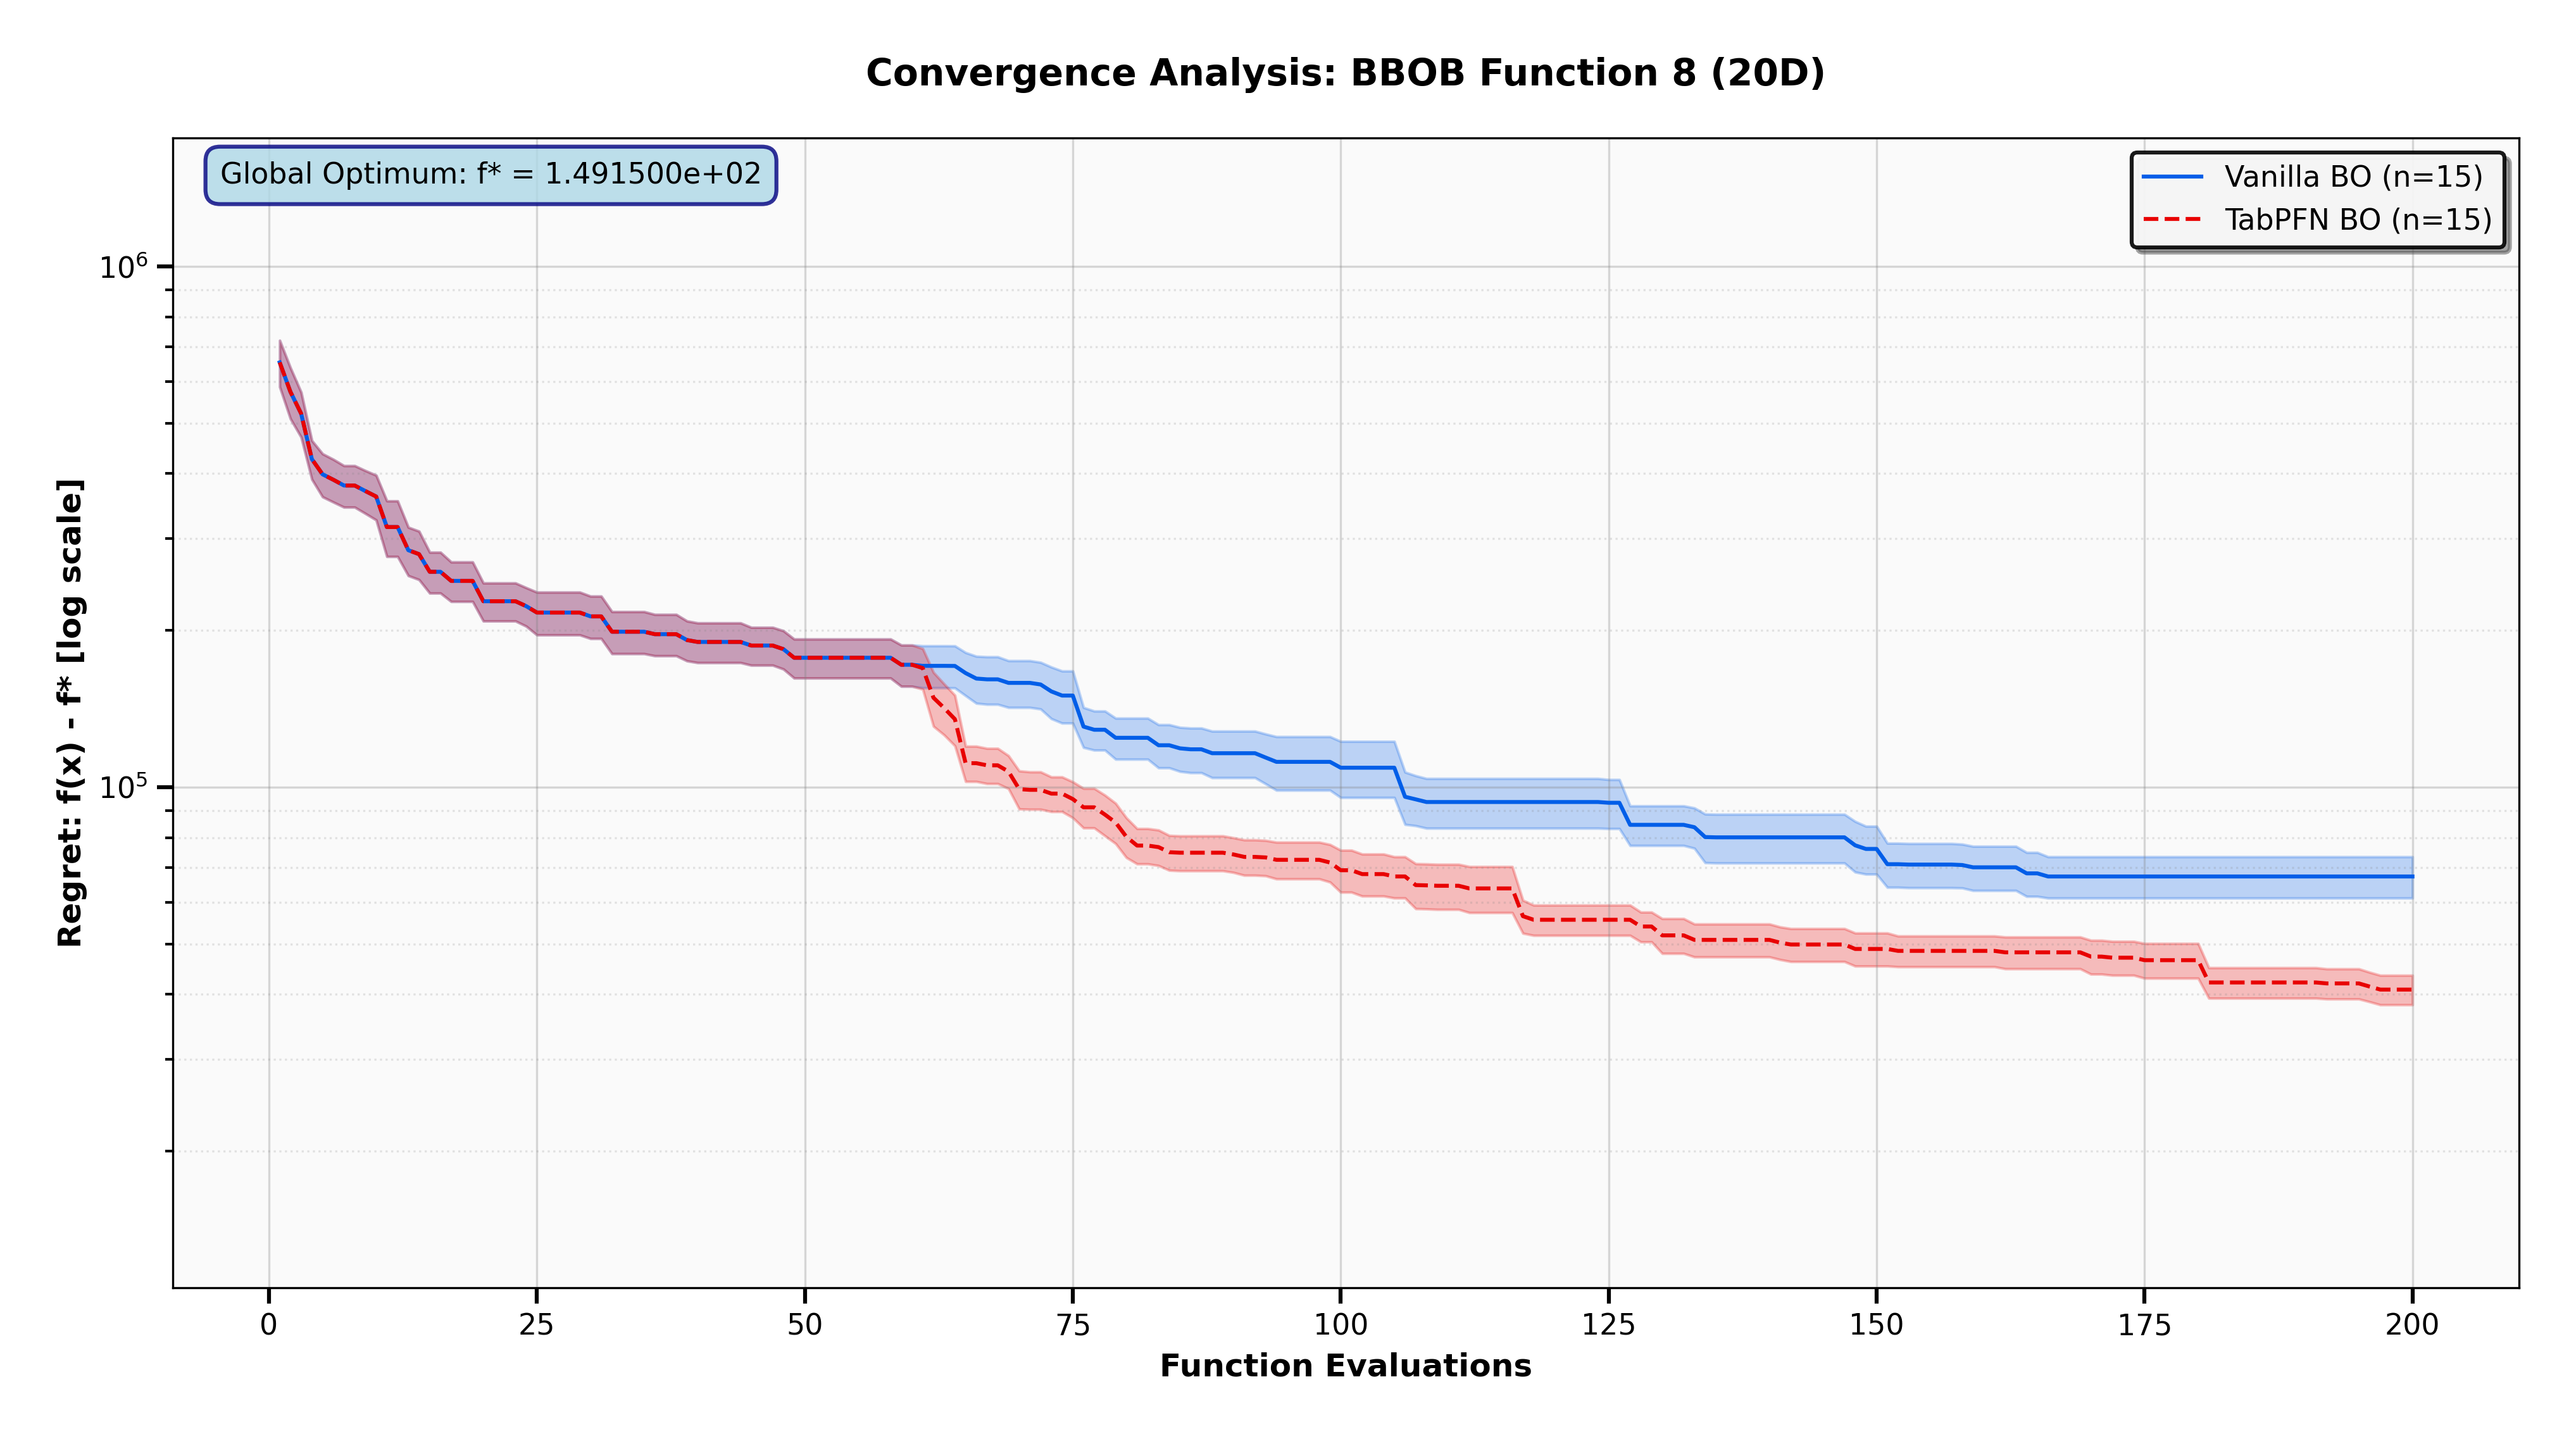 Convergence Analysis: BBOB Function 8 (20D)
Global Optimum: f* = 1.491500e+02
Vanilla BO (n=15)
TabPFN BO (n=15)
10⁶
10⁵
Regret: f(x) - f* [log scale]
0 25 50 75 100 125 150 175 200
Function Evaluations